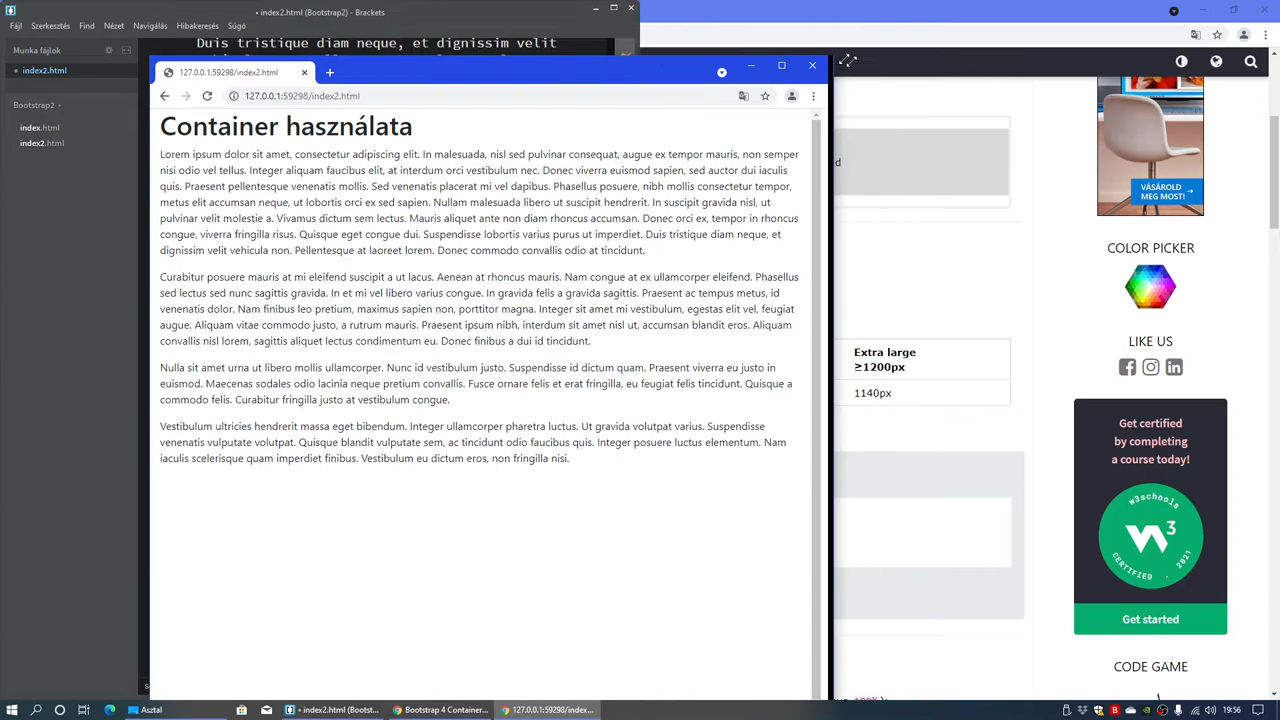 • index2.html (Bootstrap2) - Brackets
Fájl Szerkesztés Find Nézet Navigálás Hibakeresés Súgó
Munka fájlok
• index2.html
Bootstrap2
index.html
index2.html
Duis tristique diam neque, et dignissim velit
127.0.0.1:59298/index2.html
127.0.0.1:59298/index2.html
Container használata
Lorem ipsum dolor sit amet, consectetur adipiscing elit. In malesuada, nisl sed pulvinar consequat, augue ex tempor mauris, non semper
nisi odio vel tellus. Integer aliquam faucibus elit, at interdum orci vestibulum nec. Donec viverra euismod sapien, sed auctor dui iaculis
quis. Praesent pellentesque venenatis mollis. Sed venenatis placerat mi vel dapibus. Phasellus posuere, nibh mollis consectetur tempor,
metus elit accumsan neque, ut lobortis orci ex sed sapien. Nullam malesuada libero ut suscipit hendrerit. In suscipit gravida nisl, ut
pulvinar velit molestie a. Vivamus dictum sem lectus. Mauris aliquet ante non diam rhoncus accumsan. Donec orci ex, tempor in rhoncus
congue, viverra fringilla risus. Quisque eget congue dui. Suspendisse lobortis varius purus ut imperdiet. Duis tristique diam neque, et
dignissim velit vehicula non. Pellentesque at laoreet lorem. Donec commodo convallis odio at tincidunt.
Curabitur posuere mauris at mi eleifend suscipit a ut lacus. Aenean at rhoncus mauris. Nam congue at ex ullamcorper eleifend. Phasellus
sed lectus sed nunc sagittis gravida. In et mi vel libero varius congue. In gravida felis a gravida sagittis. Praesent ac tempus metus, id
venenatis dolor. Nam finibus leo pretium, maximus sapien non, porttitor magna. Integer sit amet mi vestibulum, egestas elit vel, feugiat
augue. Aliquam vitae commodo justo, a rutrum mauris. Praesent ipsum nibh, interdum sit amet nisl ut, accumsan blandit eros. Aliquam
convallis nisl lorem, sagittis aliquet lectus condimentum eu. Donec finibus a dui id tincidunt.
Nulla sit amet urna ut libero mollis ullamcorper. Nunc id vestibulum justo. Suspendisse id dictum quam. Praesent viverra eu justo in
euismod. Maecenas sodales odio lacinia neque pretium convallis. Fusce ornare felis et erat fringilla, eu feugiat felis tincidunt. Quisque a
commodo felis. Curabitur fringilla justo at vestibulum congue.
Vestibulum ultricies hendrerit massa eget bibendum. Integer ullamcorper pharetra luctus. Ut gravida volutpat varius. Suspendisse
venenatis vulputate volutpat. Quisque blandit vulputate sem, ac tincidunt odio faucibus quis. Integer posuere luctus elementum. Nam
iaculis scelerisque quam imperdiet finibus. Vestibulum eu dictum eros, non fringilla nisi.
d
Extra large
≥1200px
1140px
100%
VÁSÁROLD
MEG MOST!
COLOR PICKER
LIKE US
Get certified
by completing
a course today!
w3schools
W3
CERTIFIED . 2021
Get started
CODE GAME
Asztal
• index2.html (Bootst...
Bootstrap 4 Container...
127.0.0.1:59298/index...
19:56